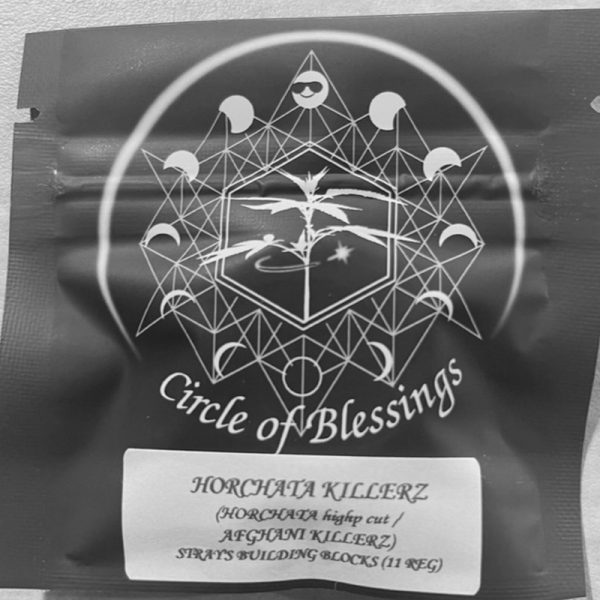 Circle of Blessings
HORCHATA KILLERZ
(HORCHATA highp cut /
AFGHANI KILLERZ)
STRAYS BUILDING BLOCKS (11 REG)